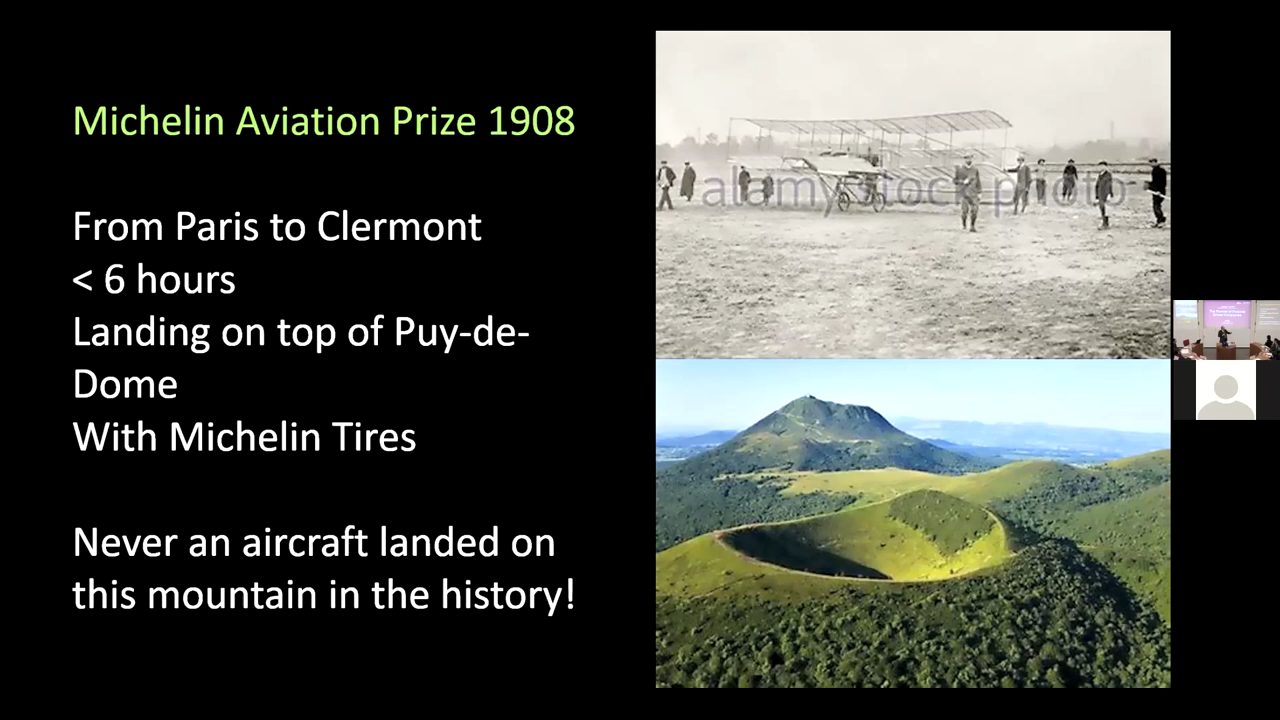 Michelin Aviation Prize 1908
From Paris to Clermont
< 6 hours
Landing on top of Puy-de-
Dome
With Michelin Tires
Never an aircraft landed on
this mountain in the history!
alamy stock photo